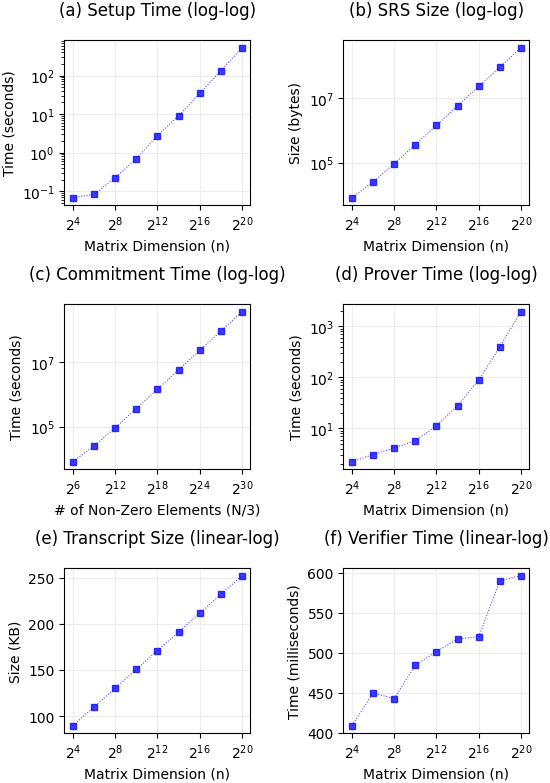 (a) Setup Time (log-log)
Time (seconds)
10²
10¹
10⁰
10⁻¹
2⁴ 2⁸ 2¹² 2¹⁶ 2²⁰
Matrix Dimension (n)
(b) SRS Size (log-log)
Size (bytes)
10⁷
10⁵
2⁴ 2⁸ 2¹² 2¹⁶ 2²⁰
Matrix Dimension (n)
(c) Commitment Time (log-log)
Time (seconds)
10⁷
10⁵
2⁶ 2¹² 2¹⁸ 2²⁴ 2³⁰
# of Non-Zero Elements (N/3)
(d) Prover Time (log-log)
Time (seconds)
10³
10²
10¹
2⁴ 2⁸ 2¹² 2¹⁶ 2²⁰
Matrix Dimension (n)
(e) Transcript Size (linear-log)
Size (KB)
250
200
150
100
2⁴ 2⁸ 2¹² 2¹⁶ 2²⁰
Matrix Dimension (n)
(f) Verifier Time (linear-log)
Time (milliseconds)
600
550
500
450
400
2⁴ 2⁸ 2¹² 2¹⁶ 2²⁰
Matrix Dimension (n)